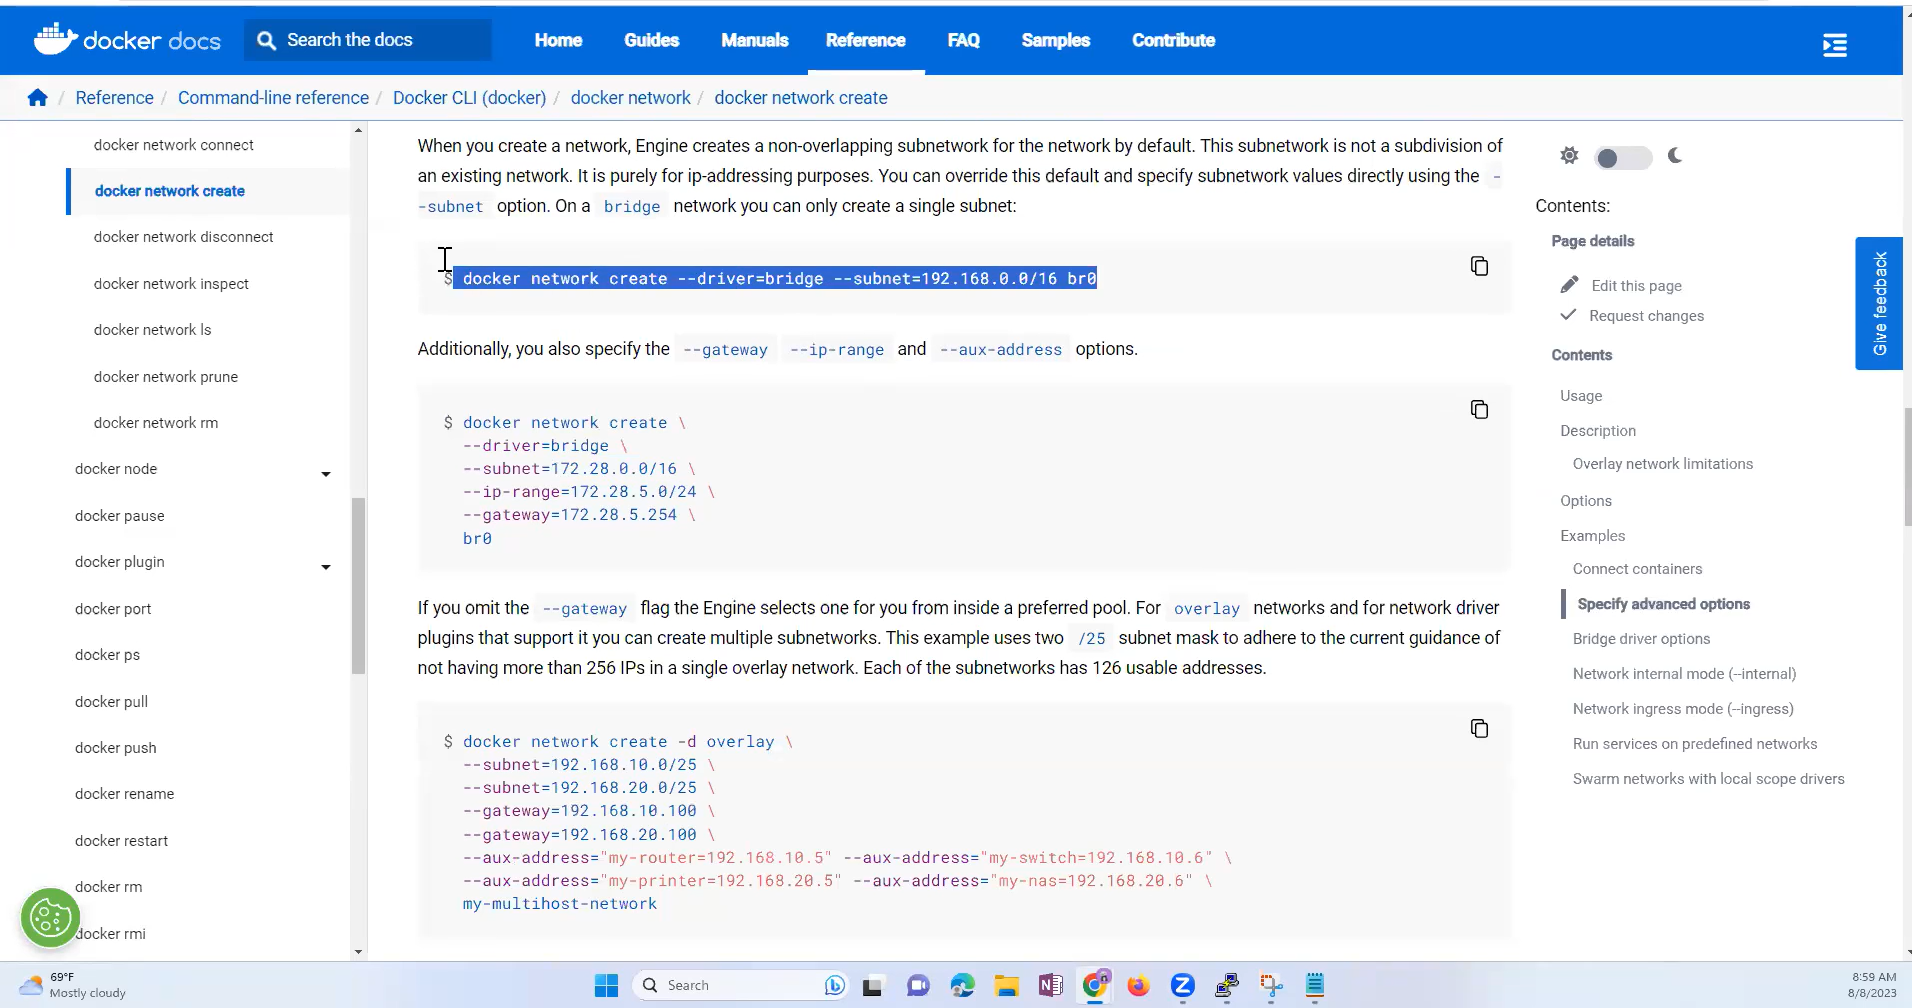 docker docs
Search the docs
Home
Guides
Manuals
Reference
FAQ
Samples
Contribute
/ Reference / Command-line reference / Docker CLI (docker) / docker network / docker network create
docker network connect
docker network create
docker network disconnect
docker network inspect
docker network ls
docker network prune
docker network rm
docker node
docker pause
docker plugin
docker port
docker ps
docker pull
docker push
docker rename
docker restart
docker rm
docker rmi
When you create a network, Engine creates a non-overlapping subnetwork for the network by default. This subnetwork is not a subdivision of
an existing network. It is purely for ip-addressing purposes. You can override this default and specify subnetwork values directly using the -
-subnet option. On a bridge network you can only create a single subnet:
$ docker network create --driver=bridge --subnet=192.168.0.0/16 br0
Additionally, you also specify the --gateway --ip-range and --aux-address options.
$ docker network create \
--driver=bridge \
--subnet=172.28.0.0/16 \
--ip-range=172.28.5.0/24 \
--gateway=172.28.5.254 \
br0
If you omit the --gateway flag the Engine selects one for you from inside a preferred pool. For overlay networks and for network driver
plugins that support it you can create multiple subnetworks. This example uses two /25 subnet mask to adhere to the current guidance of
not having more than 256 IPs in a single overlay network. Each of the subnetworks has 126 usable addresses.
$ docker network create -d overlay \
--subnet=192.168.10.0/25 \
--subnet=192.168.20.0/25 \
--gateway=192.168.10.100 \
--gateway=192.168.20.100 \
--aux-address="my-router=192.168.10.5" --aux-address="my-switch=192.168.10.6" \
--aux-address="my-printer=192.168.20.5" --aux-address="my-nas=192.168.20.6" \
my-multihost-network
Contents:
Page details
Edit this page
Request changes
Contents
Usage
Description
Overlay network limitations
Options
Examples
Connect containers
Specify advanced options
Bridge driver options
Network internal mode (--internal)
Network ingress mode (--ingress)
Run services on predefined networks
Swarm networks with local scope drivers
Give feedback
69°F
Mostly cloudy
Search
8:59 AM
8/8/2023